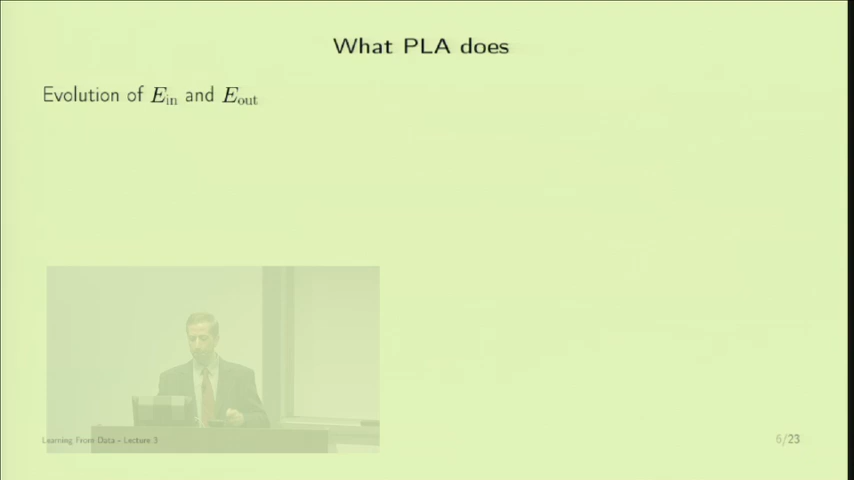 What PLA does
Evolution of E_in and E_out
Learning From Data - Lecture 3
6/23